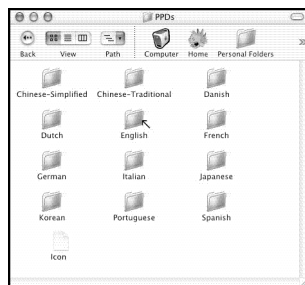 PPDs
Back View Path Computer Home Personal Folders
Chinese-Simplified Chinese-Traditional Danish
Dutch English French
German Italian Japanese
Korean Portuguese Spanish
Icon